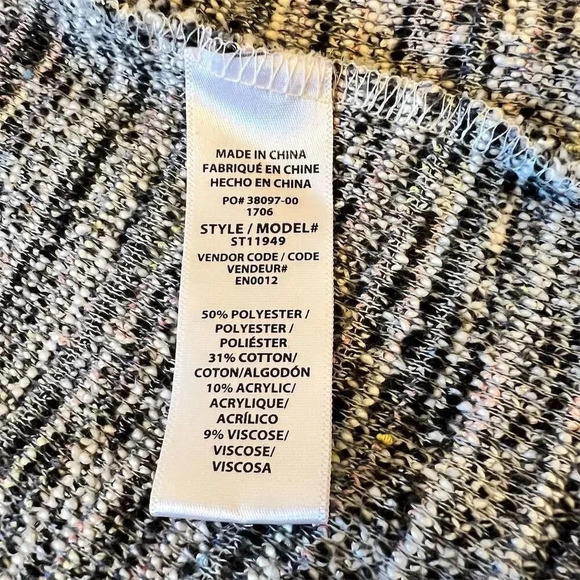 MADE IN CHINA
FABRIQUÉ EN CHINE
HECHO EN CHINA
PO# 38097-00
1706
STYLE / MODEL#
ST11949
VENDOR CODE / CODE
VENDEUR#
EN0012
50% POLYESTER /
POLYESTER /
POLIÉSTER
31% COTTON/
COTON/ALGODÓN
10% ACRYLIC/
ACRYLIQUE/
ACRÍLICO
9% VISCOSE/
VISCOSE/
VISCOSA